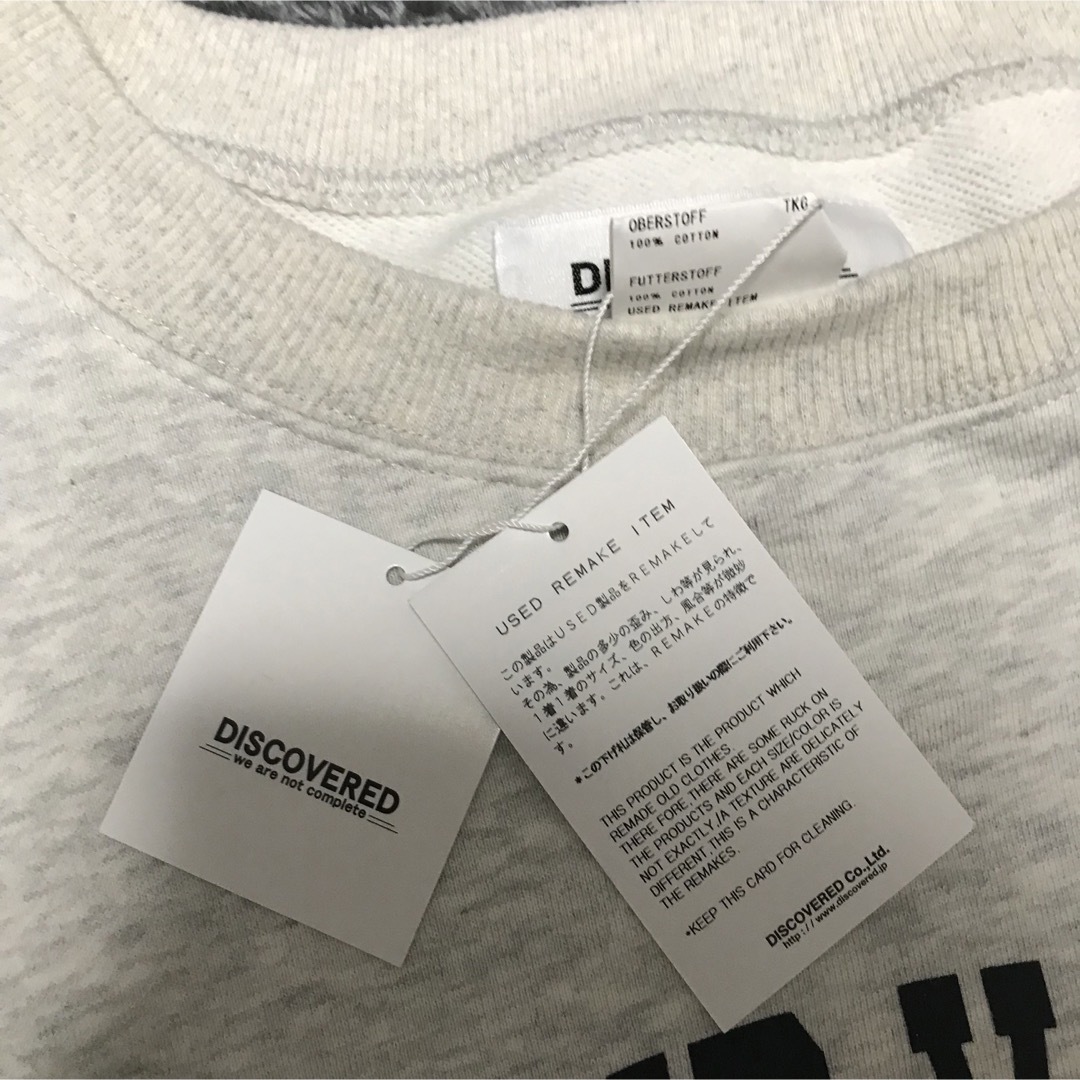 OBERSTOFF
100% COTTON
TKG
FUTTERSTOFF
100% COTTON
USED REMAKE ITEM
DI
DISCOVERED
we are not complete
USED REMAKE ITEM
この製品はUSED製品をREMAKEして
います。
その為、製品の多少の歪み、しわ等が見られ、
1着1着のサイズ、色の出方、風合等が微妙
に違います。これは、REMAKEの特徴で
す。
*この下げ札は保管し、お取り扱いの際にご利用下さい。
THIS PRODUCT IS THE PRODUCT WHICH
REMADE OLD CLOTHES.
THERE FORE,THERE ARE SOME RUCK ON
THE PRODUCTS AND EACH SIZE/COLOR IS
NOT EXACTLY./A TEXTURE ARE DELICATELY
DIFFERENT.THIS IS A CHARACTERISTIC OF
THE REMAKES.
*KEEP THIS CARD FOR CLEANING.
DISCOVERED Co.,Ltd.
http://www.discovered.jp